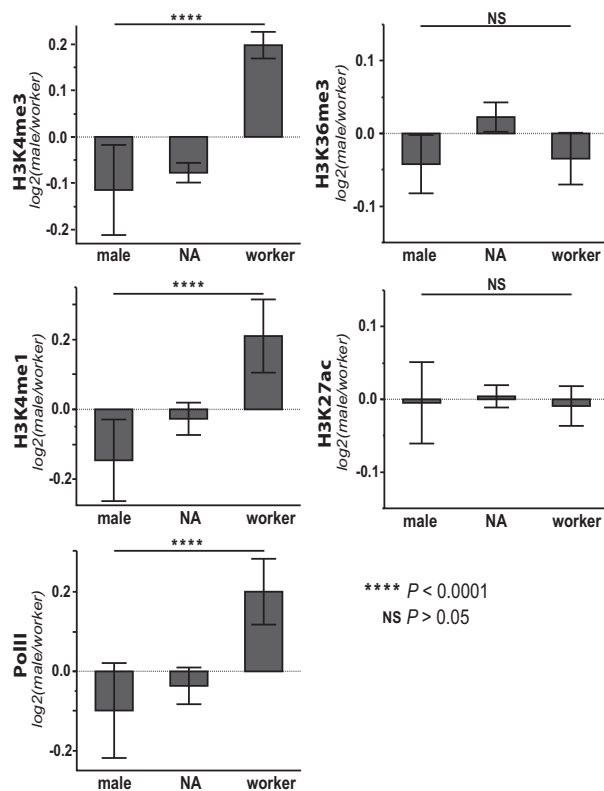 ****
H3K4me3
log2(male/worker)
0.2
0.1
0.0
-0.1
-0.2
male NA worker
NS
H3K36me3
log2(male/worker)
0.1
0.0
-0.1
male NA worker
****
H3K4me1
log2(male/worker)
0.2
0.0
-0.2
male NA worker
NS
H3K27ac
log2(male/worker)
0.1
0.0
-0.1
male NA worker
****
PolII
log2(male/worker)
0.2
0.0
-0.2
male NA worker
**** P < 0.0001
NS P > 0.05